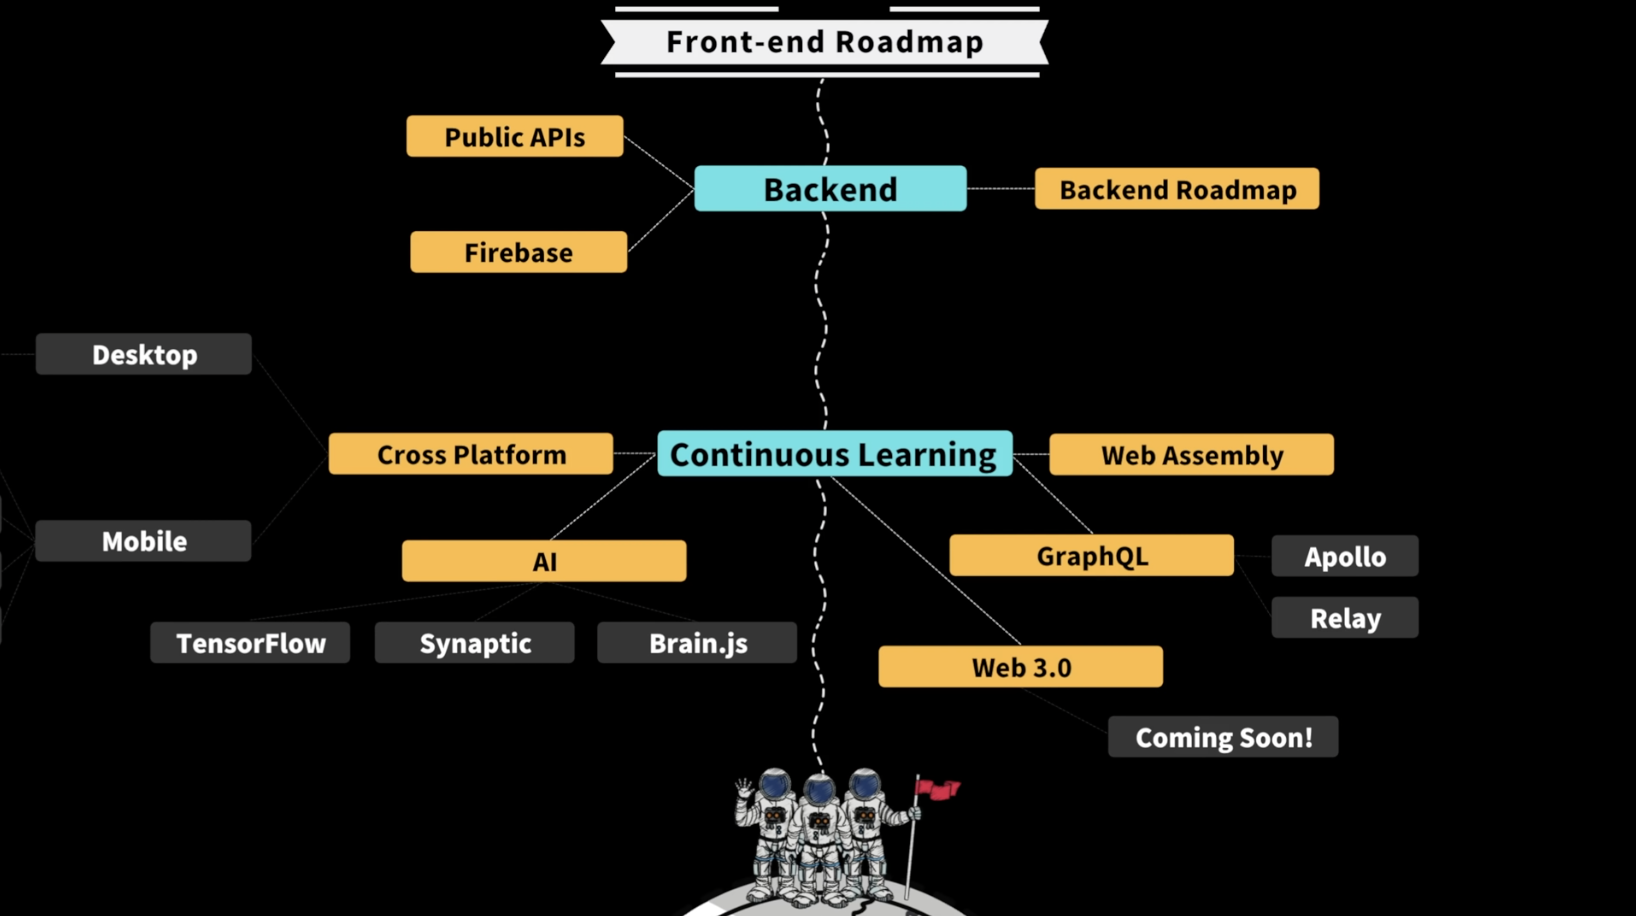 Front-end Roadmap
Public APIs
Backend
Backend Roadmap
Firebase
Desktop
Cross Platform
Continuous Learning
Web Assembly
Mobile
AI
GraphQL
Apollo
Relay
TensorFlow
Synaptic
Brain.js
Web 3.0
Coming Soon!